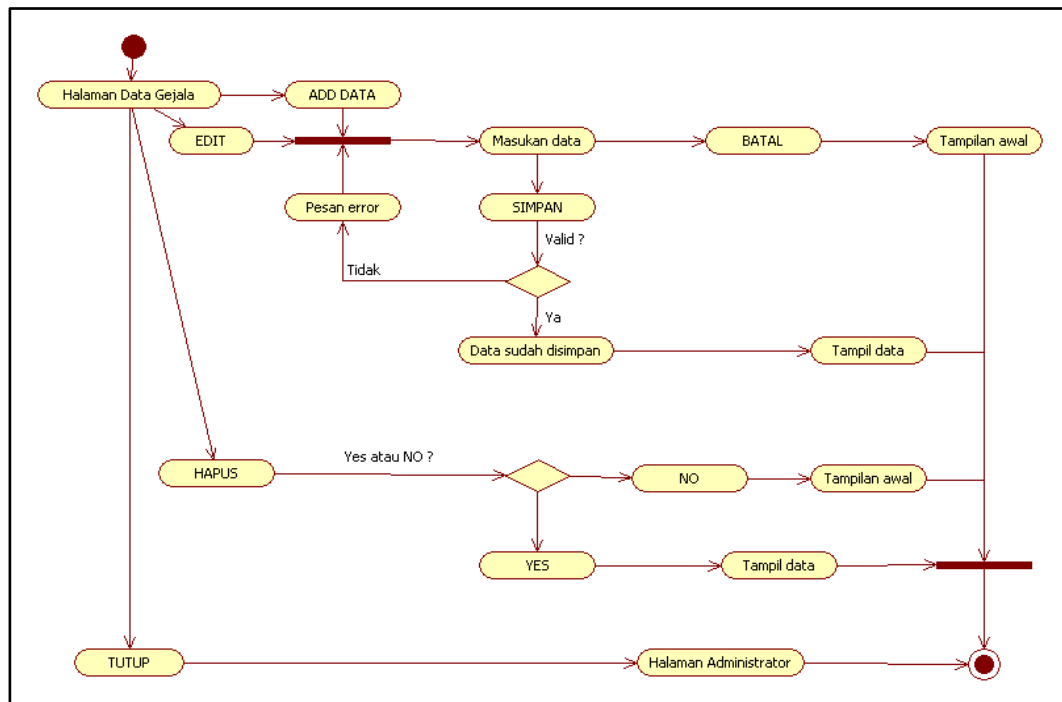 Halaman Data Gejala
ADD DATA
EDIT
Masukan data
BATAL
Tampilan awal
Pesan error
SIMPAN
Valid ?
Tidak
Ya
Data sudah disimpan
Tampil data
HAPUS
Yes atau NO ?
NO
Tampilan awal
YES
Tampil data
TUTUP
Halaman Administrator